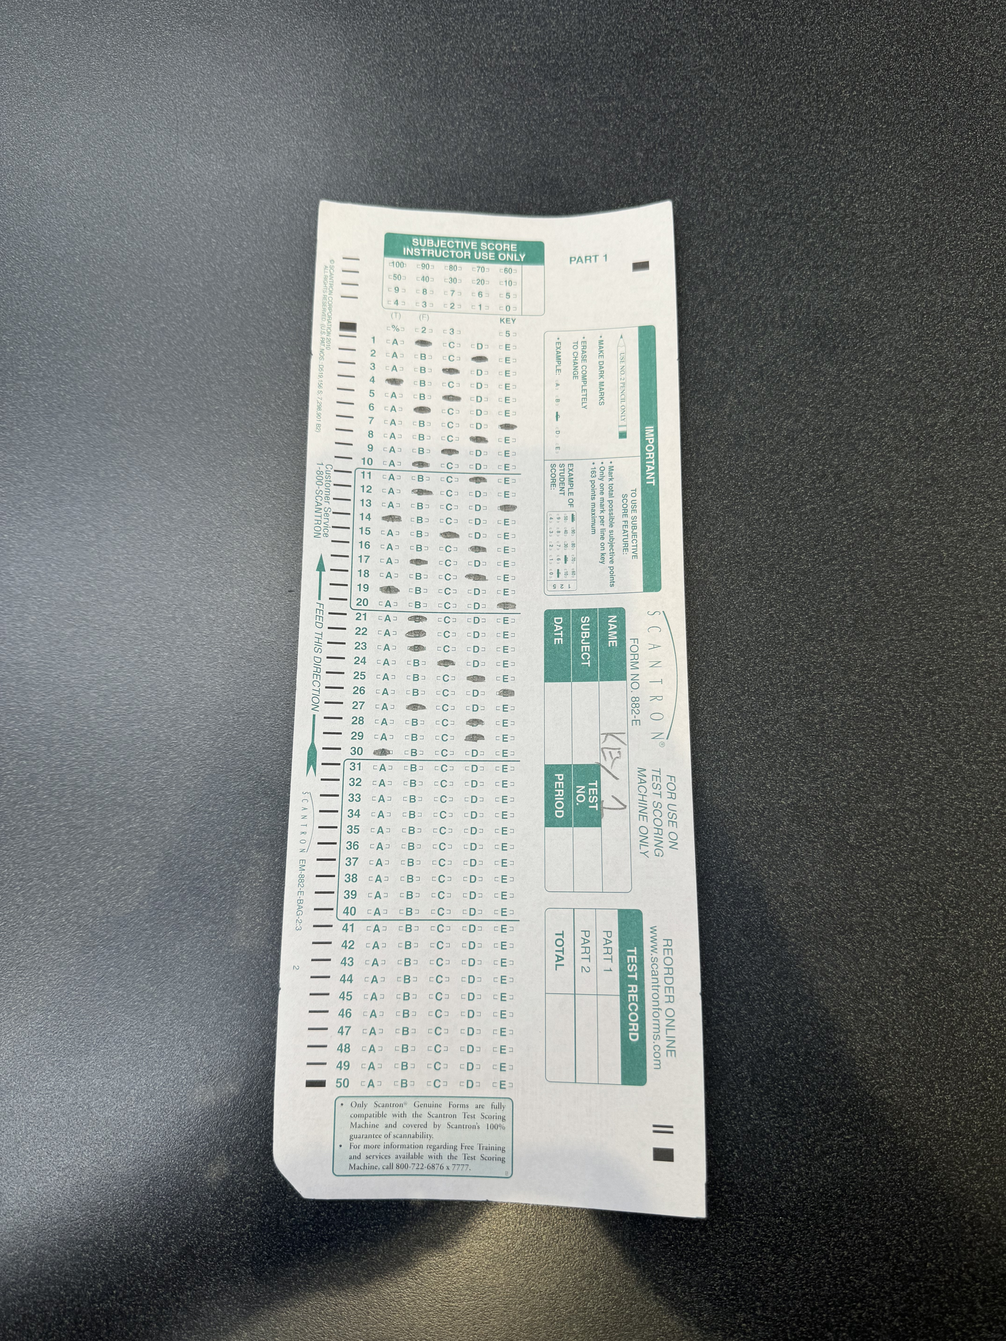 SUBJECTIVE SCORE
INSTRUCTOR USE ONLY
100 90 80 70 60
50 40 30 20 10
9 8 7 6 5
4 3 2 1 0
(T) (F) KEY
% 2 3 5
1 A C D E
2 A B C E
3 A B D E
4 B C D E
5 A B D E
6 A C D E
7 A B C D
8 A B C E
9 A B D E
10 A C D E
11 A B C E
12 A C D E
13 A B C D
14 B C D E
15 A B D E
16 A B C E
17 A C D E
18 A B C E
19 B C D E
20 A B C D
21 A C D E
22 A C D E
23 A C D E
24 A B D E
25 A B C E
26 A B C D
27 A C D E
28 A B C E
29 A B C E
30 B C D E
31 A B C D E
32 A B C D E
33 A B C D E
34 A B C D E
35 A B C D E
36 A B C D E
37 A B C D E
38 A B C D E
39 A B C D E
40 A B C D E
41 A B C D E
42 A B C D E
43 A B C D E
44 A B C D E
45 A B C D E
46 A B C D E
47 A B C D E
48 A B C D E
49 A B C D E
50 A B C D E
• Only Scantron® Genuine Forms are fully
compatible with the Scantron Test Scoring
Machine and covered by Scantron's 100%
guarantee of scannability.
• For more information regarding Free Training
and services available with the Test Scoring
Machine, call 800-722-6876 x 7777.
PART 1
IMPORTANT
USE NO. 2 PENCIL ONLY
• MAKE DARK MARKS
• ERASE COMPLETELY
TO CHANGE
• EXAMPLE: A B D E
TO USE SUBJECTIVE
SCORE FEATURE:
• Mark total possible subjective points
• Only one mark per line on key
• 163 points maximum
EXAMPLE OF
STUDENT
SCORE:
SCANTRON®
FORM NO. 882-E
FOR USE ON
TEST SCORING
MACHINE ONLY
NAME KEY 1
SUBJECT
TEST
NO.
DATE
PERIOD
REORDER ONLINE
www.scantronforms.com
TEST RECORD
PART 1
PART 2
TOTAL
© SCANTRON CORPORATION 2010
ALL RIGHTS RESERVED.
Customer Service
1-800-SCANTRON
FEED THIS DIRECTION
SCANTRON EM-882-E-BAG-2:3
2